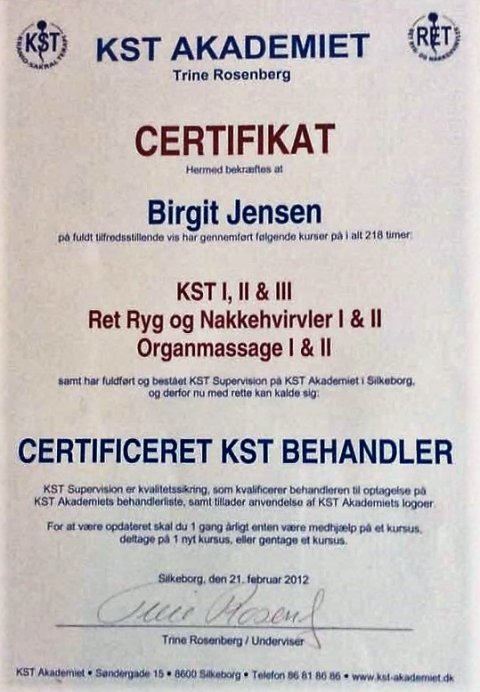 KST
KRANIO-SAKRAL TERAPI
RET
KST AKADEMIET
Trine Rosenberg
CERTIFIKAT
Hermed bekræftes at
Birgit Jensen
på fuldt tilfredsstillende vis har gennemført følgende kurser på i alt 218 timer:
KST I, II & III
Ret Ryg og Nakkehvirvler I & II
Organmassage I & II
samt har fuldført og bestået KST Supervision på KST Akademiet i Silkeborg,
og derfor nu med rette kan kalde sig:
CERTIFICERET KST BEHANDLER
KST Supervision er kvalitetssikring, som kvalificerer behandleren til optagelse på
KST Akademiets behandlerliste, samt tillader anvendelse af KST Akademiets logoer.
For at være opdateret skal du 1 gang årligt enten være medhjælp på et kursus,
deltage på 1 nyt kursus, eller gentage et kursus.
Silkeborg, den 21. februar 2012
Trine Rosenberg / Underviser
KST Akademiet • Søndergade 15 • 8600 Silkeborg • Telefon 86 81 86 86 • www.kst-akademiet.dk